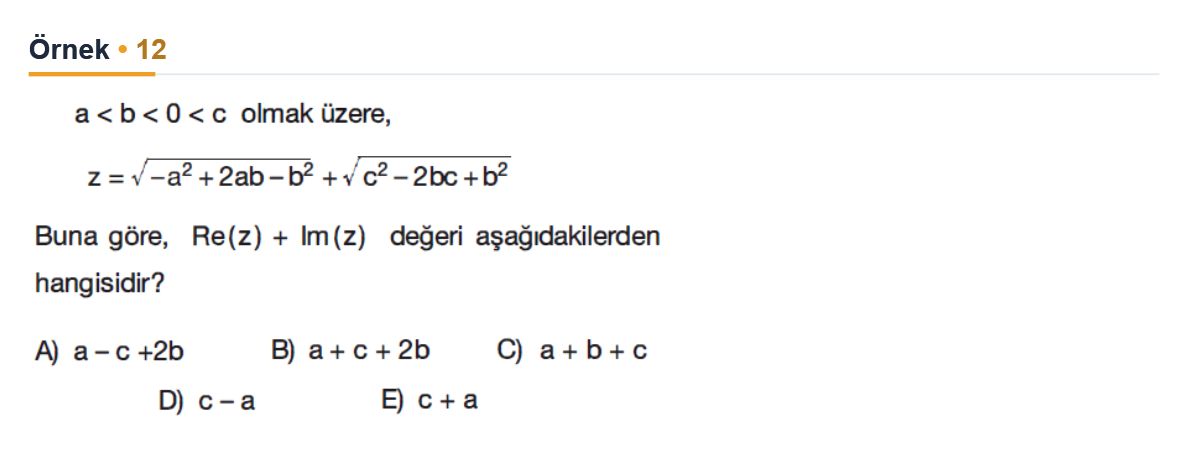 Örnek • 12
a < b < 0 < c olmak üzere,
z = √(−a² + 2ab − b²) + √(c² − 2bc + b²)
Buna göre, Re(z) + Im(z) değeri aşağıdakilerden
hangisidir?
A) a − c +2b B) a + c + 2b C) a + b + c
D) c − a E) c + a